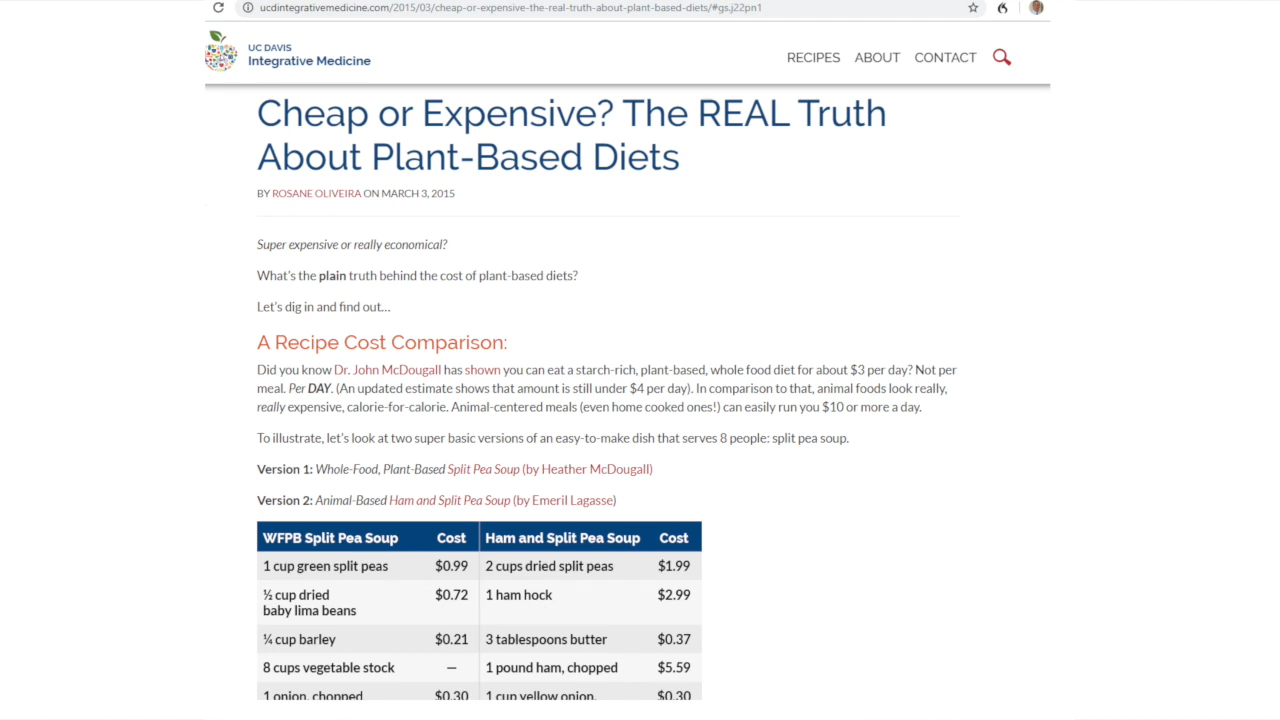 ucdintegrativemedicine.com/2015/03/cheap-or-expensive-the-real-truth-about-plant-based-diets/#gs.j22pn1
UC DAVIS
Integrative Medicine
RECIPES ABOUT CONTACT
Cheap or Expensive? The REAL Truth
About Plant-Based Diets
BY ROSANE OLIVEIRA ON MARCH 3, 2015
Super expensive or really economical?
What's the plain truth behind the cost of plant-based diets?
Let's dig in and find out...
A Recipe Cost Comparison:
Did you know Dr. John McDougall has shown you can eat a starch-rich, plant-based, whole food diet for about $3 per day? Not per
meal. Per DAY. (An updated estimate shows that amount is still under $4 per day). In comparison to that, animal foods look really,
really expensive, calorie-for-calorie. Animal-centered meals (even home cooked ones!) can easily run you $10 or more a day.
To illustrate, let's look at two super basic versions of an easy-to-make dish that serves 8 people: split pea soup.
Version 1: Whole-Food, Plant-Based Split Pea Soup (by Heather McDougall)
Version 2: Animal-Based Ham and Split Pea Soup (by Emeril Lagasse)
WFPB Split Pea Soup Cost Ham and Split Pea Soup Cost
1 cup green split peas $0.99 2 cups dried split peas $1.99
½ cup dried $0.72 1 ham hock $2.99
baby lima beans
¼ cup barley $0.21 3 tablespoons butter $0.37
8 cups vegetable stock — 1 pound ham, chopped $5.59
1 onion, chopped $0.30 1 cup yellow onion, $0.30